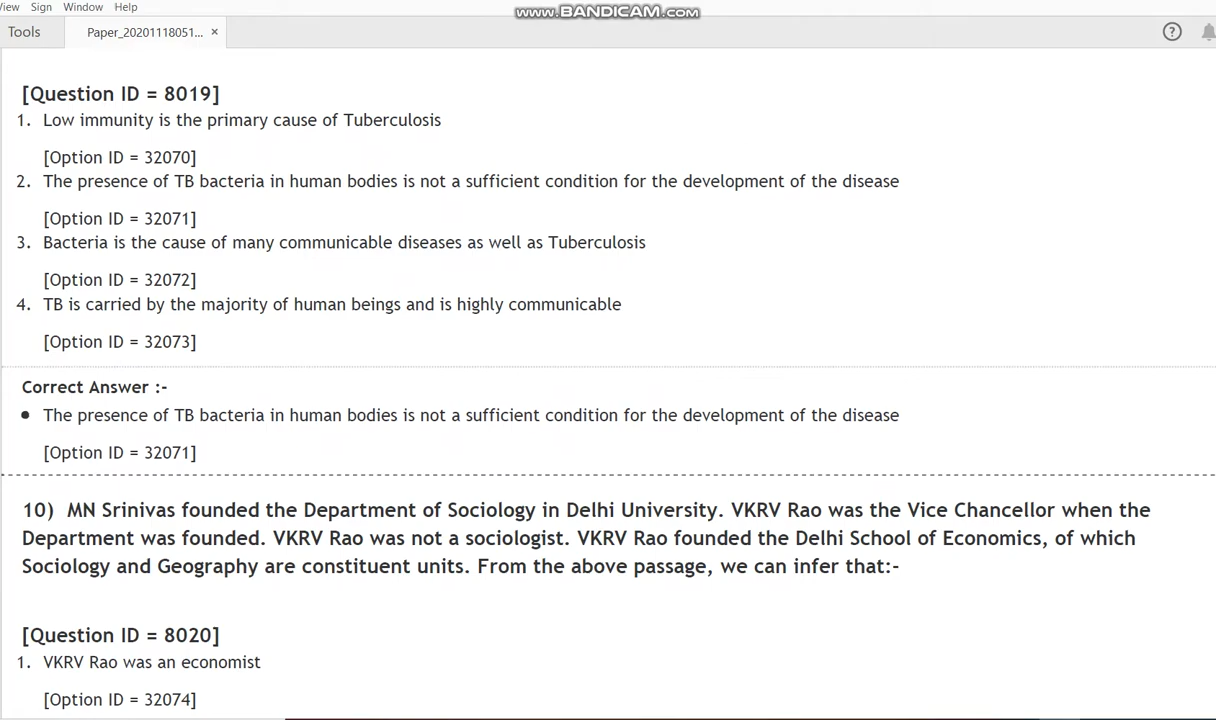 View Sign Window Help
www.BANDICAM.com
Tools Paper_20201118051... × ?
[Question ID = 8019]
1. Low immunity is the primary cause of Tuberculosis
[Option ID = 32070]
2. The presence of TB bacteria in human bodies is not a sufficient condition for the development of the disease
[Option ID = 32071]
3. Bacteria is the cause of many communicable diseases as well as Tuberculosis
[Option ID = 32072]
4. TB is carried by the majority of human beings and is highly communicable
[Option ID = 32073]
Correct Answer :-
● The presence of TB bacteria in human bodies is not a sufficient condition for the development of the disease
[Option ID = 32071]
10) MN Srinivas founded the Department of Sociology in Delhi University. VKRV Rao was the Vice Chancellor when the
Department was founded. VKRV Rao was not a sociologist. VKRV Rao founded the Delhi School of Economics, of which
Sociology and Geography are constituent units. From the above passage, we can infer that:-
[Question ID = 8020]
1. VKRV Rao was an economist
[Option ID = 32074]